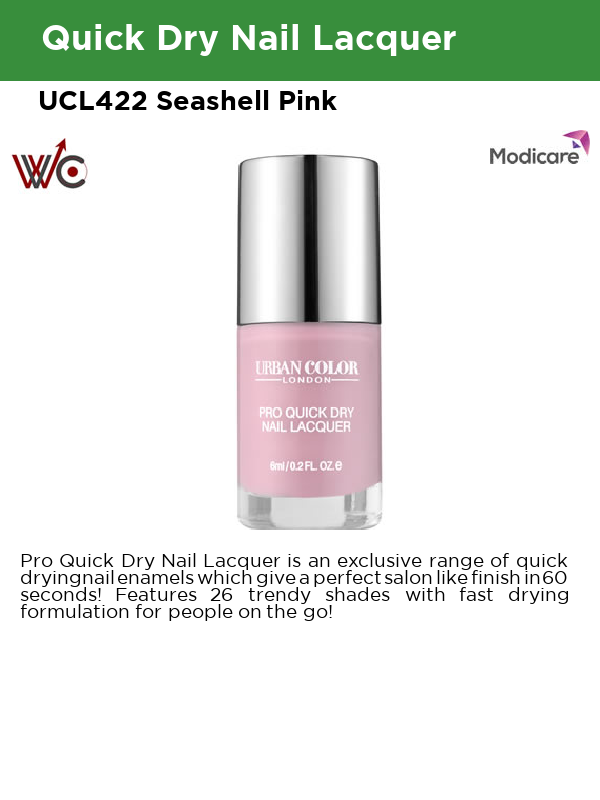 Quick Dry Nail Lacquer
UCL422 Seashell Pink
WC
Modicare
URBAN COLOR
LONDON
PRO QUICK DRY
NAIL LACQUER
6ml/0.2 FL. OZ.e
Pro Quick Dry Nail Lacquer is an exclusive range of quick
dryingnail enamels which give a perfect salon like finish in 60
seconds! Features 26 trendy shades with fast drying
formulation for people on the go!